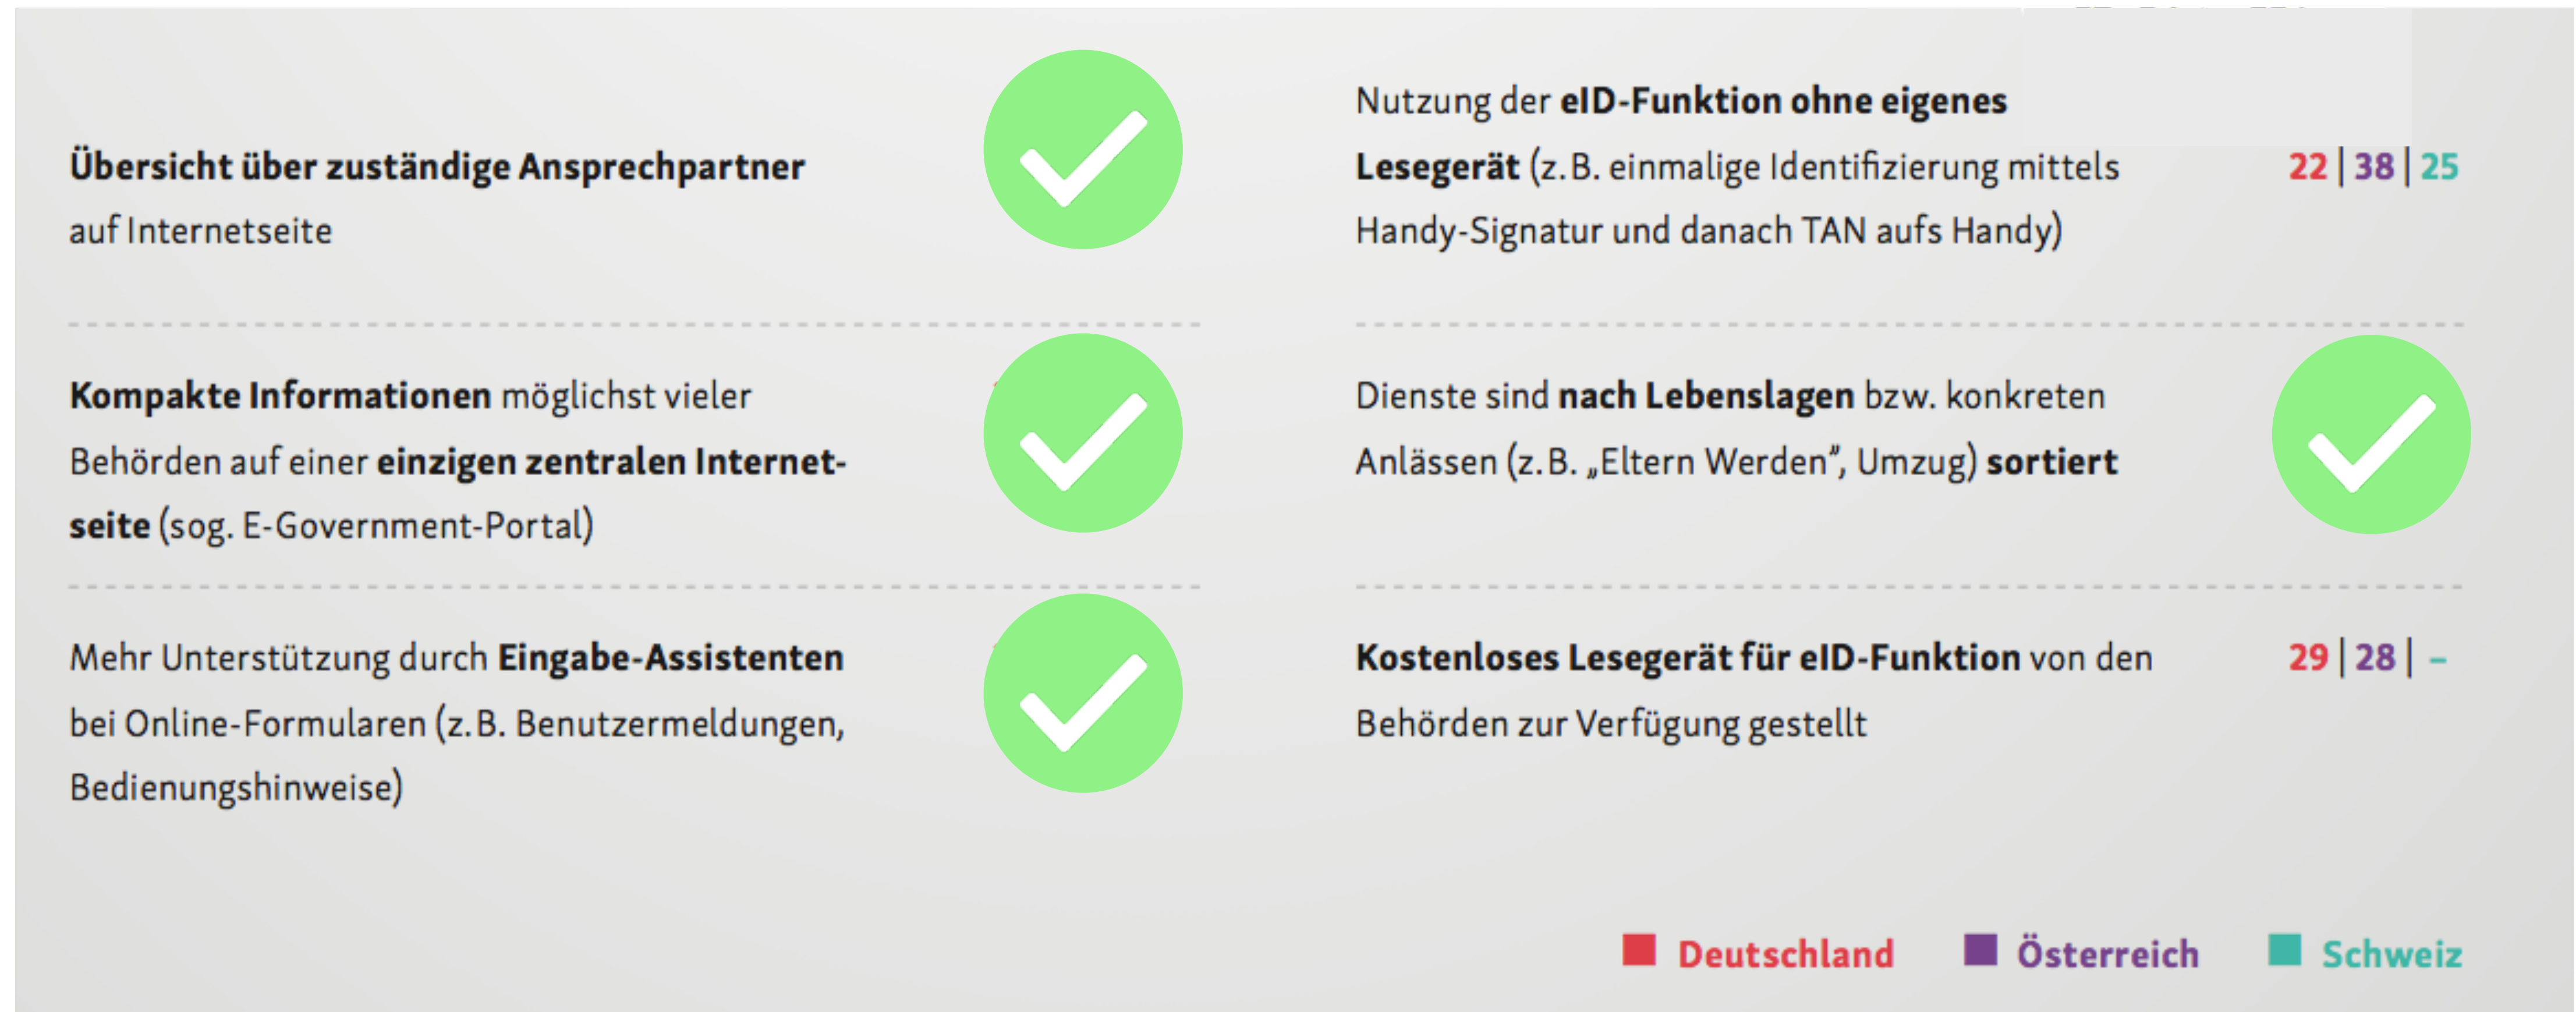 Übersicht über zuständige Ansprechpartner
auf Internetseite
Kompakte Informationen möglichst vieler
Behörden auf einer einzigen zentralen Internet-
seite (sog. E-Government-Portal)
Mehr Unterstützung durch Eingabe-Assistenten
bei Online-Formularen (z.B. Benutzermeldungen,
Bedienungshinweise)
Nutzung der eID-Funktion ohne eigenes
Lesegerät (z.B. einmalige Identifizierung mittels 22 | 38 | 25
Handy-Signatur und danach TAN aufs Handy)
Dienste sind nach Lebenslagen bzw. konkreten
Anlässen (z.B. „Eltern Werden", Umzug) sortiert
Kostenloses Lesegerät für eID-Funktion von den 29 | 28 | –
Behörden zur Verfügung gestellt
Deutschland Österreich Schweiz